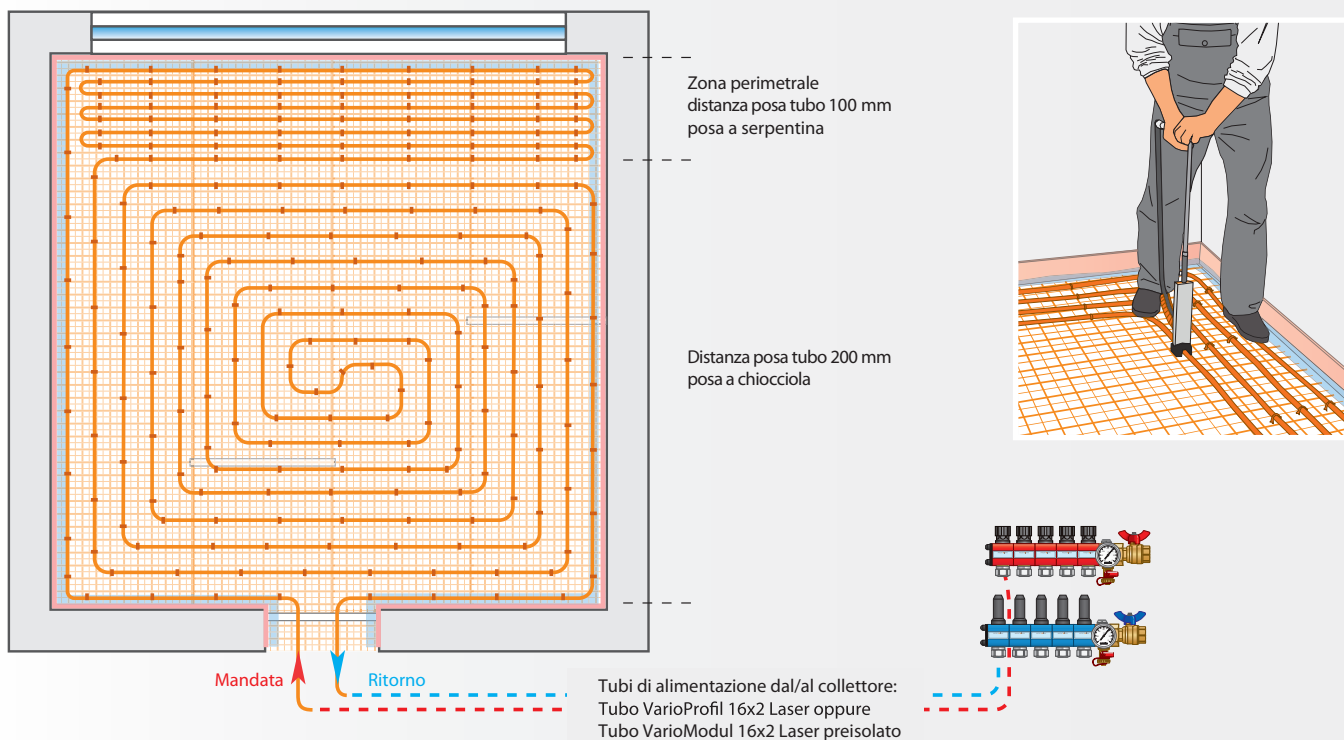 Zona perimetrale
distanza posa tubo 100 mm
posa a serpentina
Distanza posa tubo 200 mm
posa a chiocciola
Mandata
Ritorno
Tubi di alimentazione dal/al collettore:
Tubo VarioProfil 16x2 Laser oppure
Tubo VarioModul 16x2 Laser preisolato